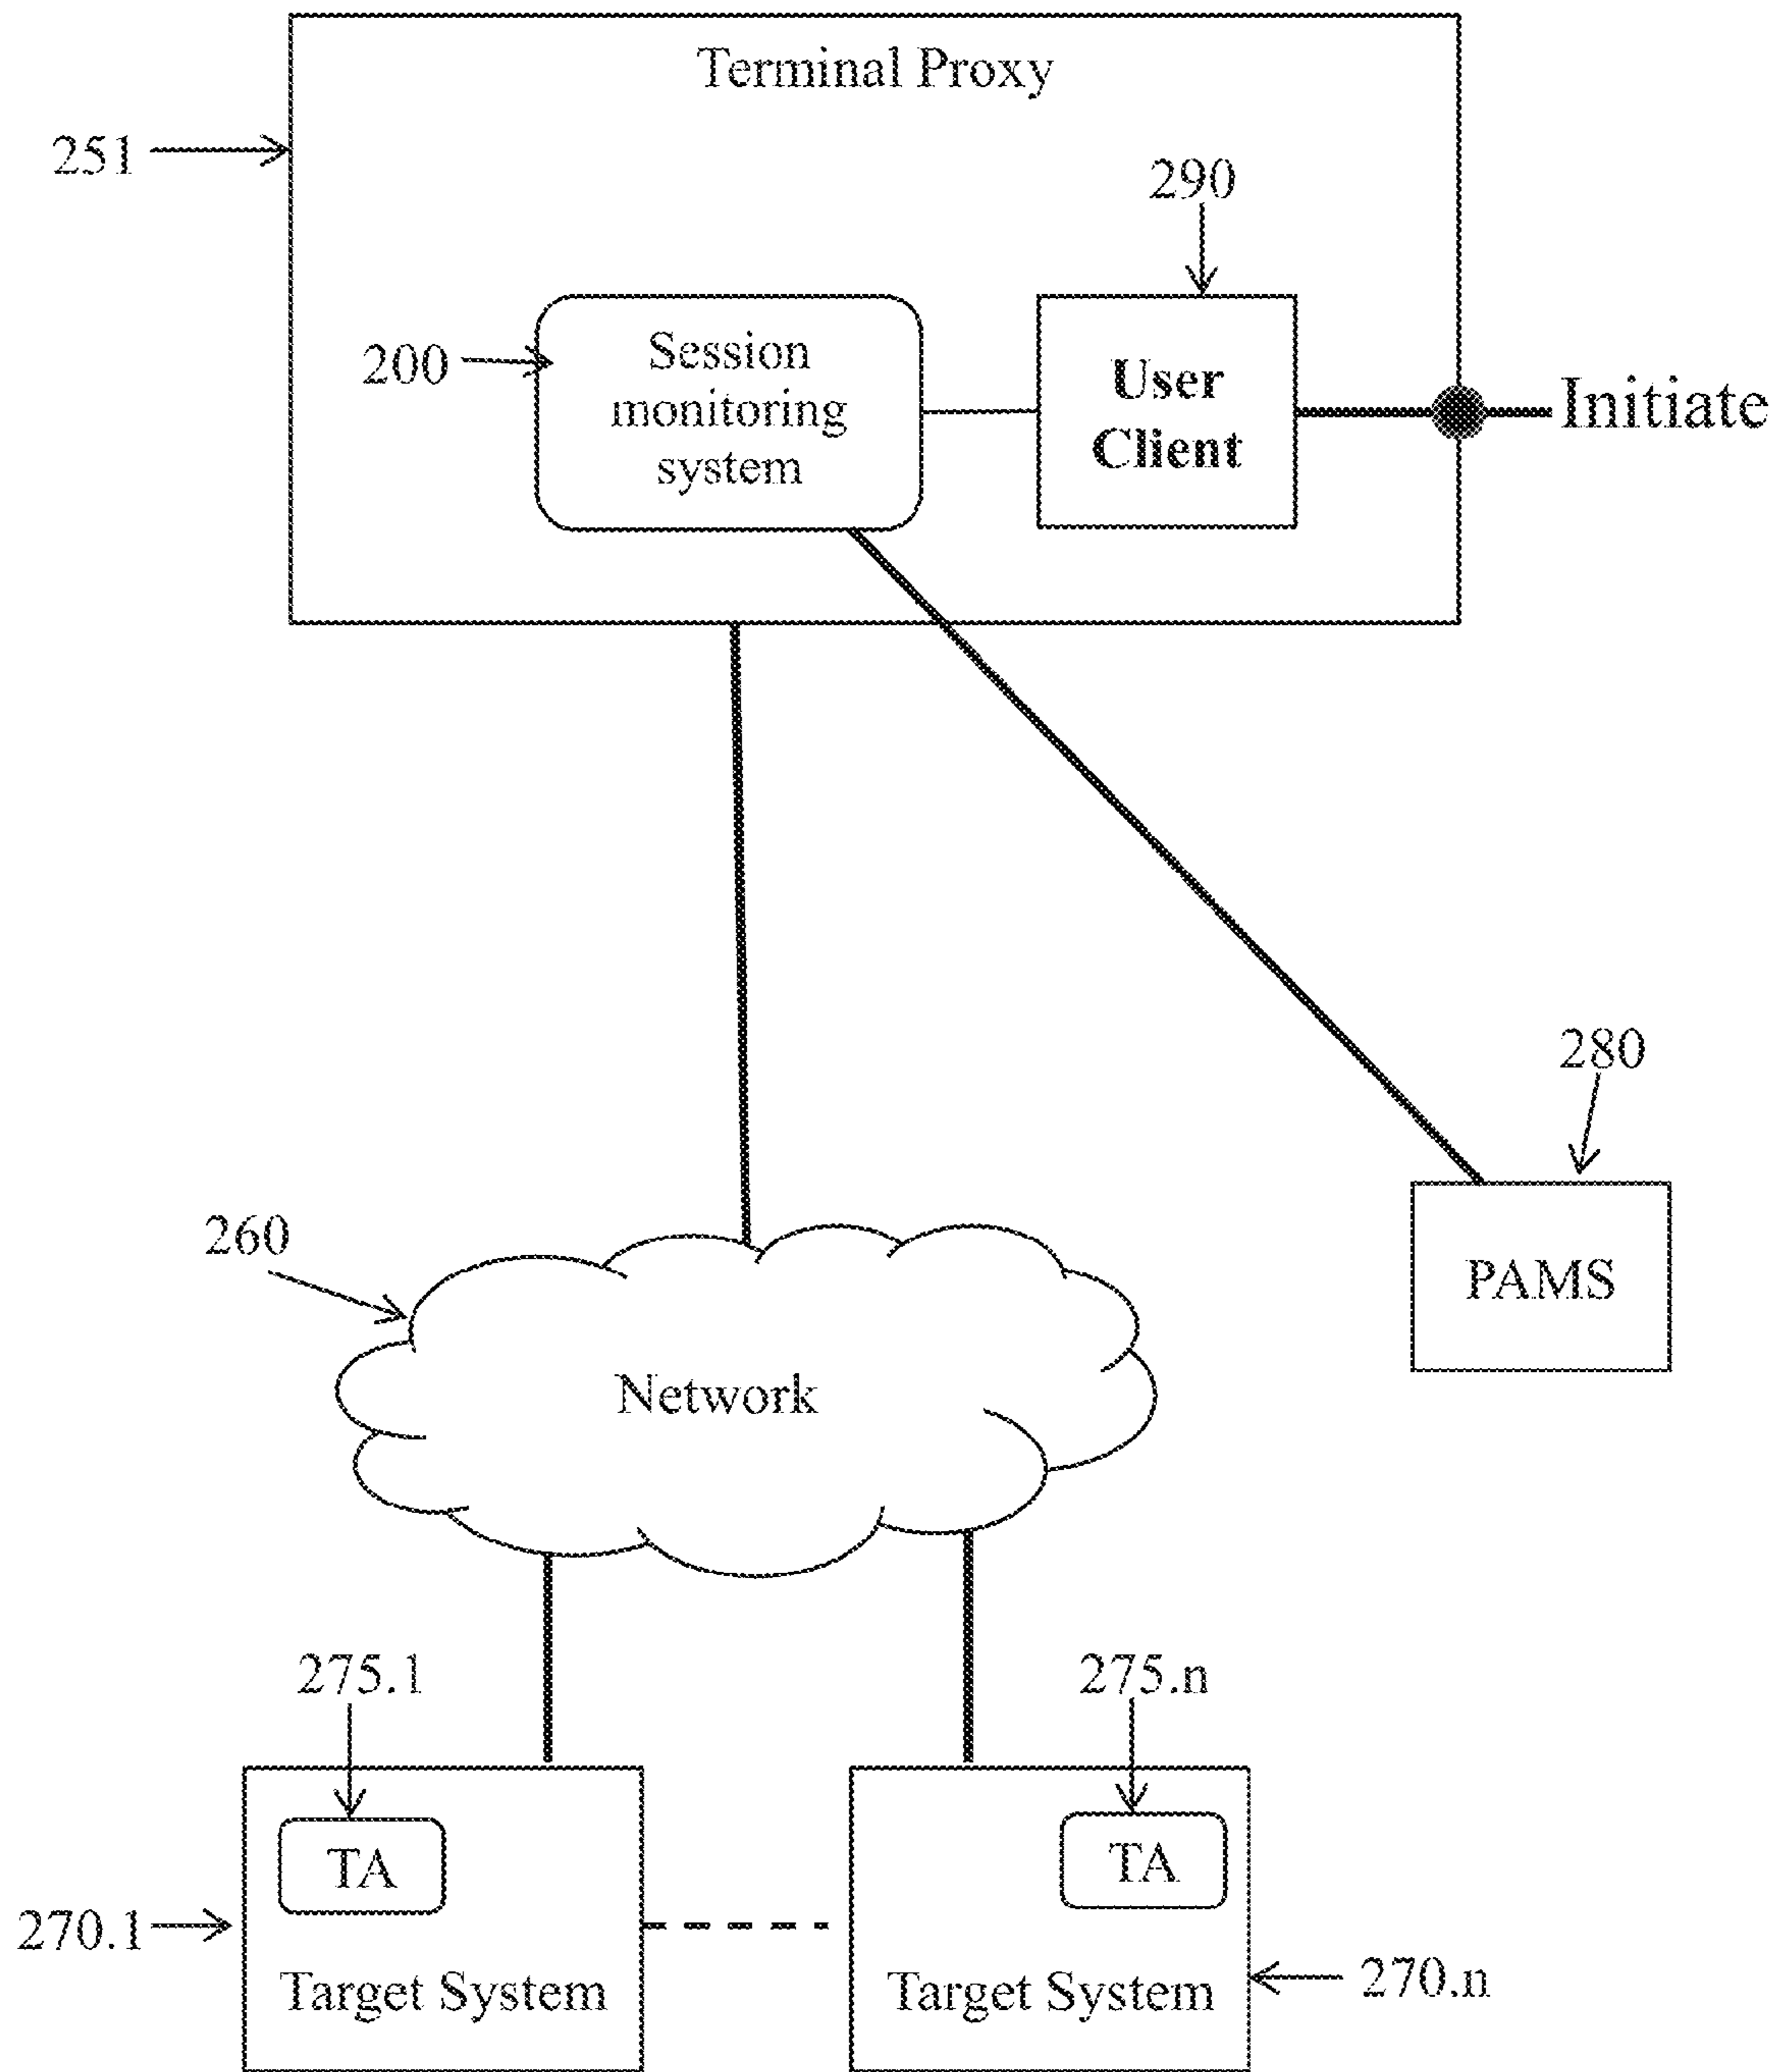 Terminal Proxy
251
290
200
Session
monitoring
system
User
Client
Initiate
280
PAMS
260
Network
275.1
275.n
TA
TA
270.1
Target System
Target System
270.n